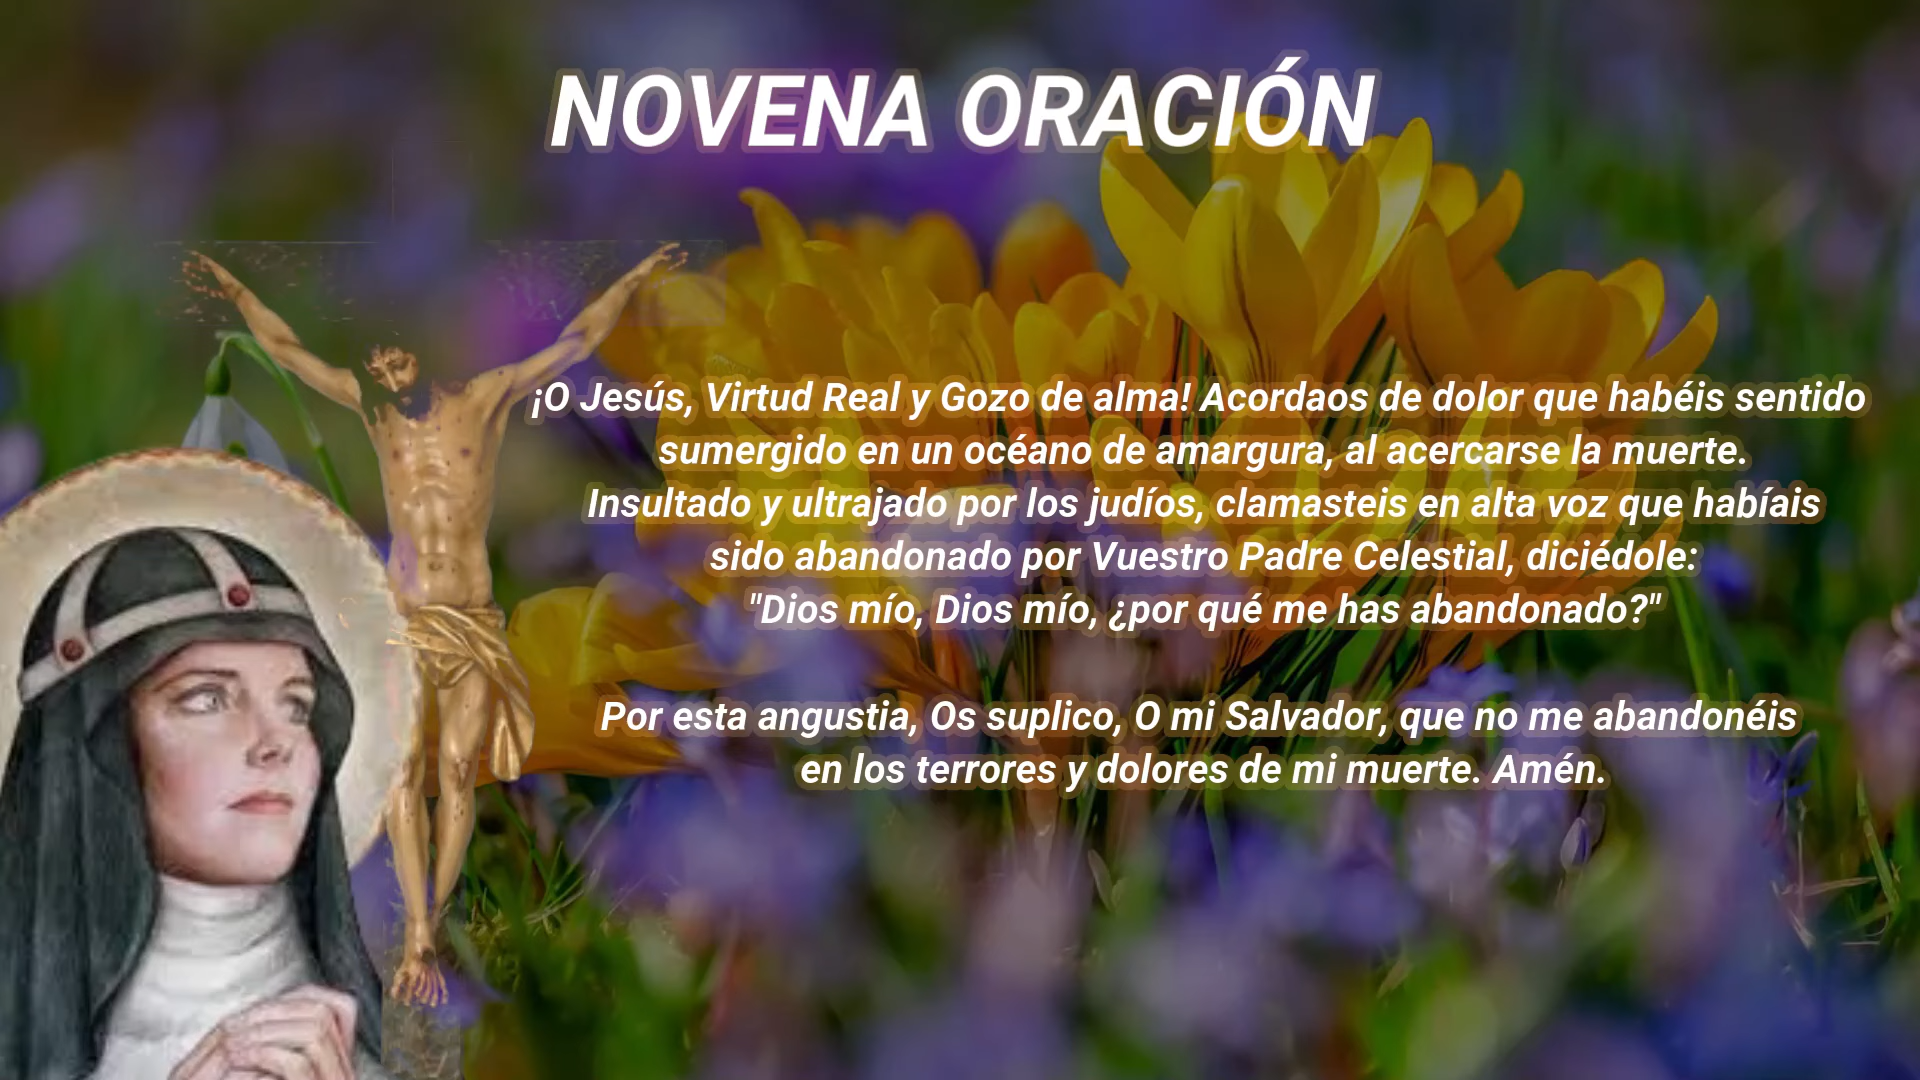 NOVENA ORACIÓN
¡O Jesús, Virtud Real y Gozo de alma! Acordaos de dolor que habéis sentido
sumergido en un océano de amargura, al acercarse la muerte.
Insultado y ultrajado por los judíos, clamasteis en alta voz que habíais
sido abandonado por Vuestro Padre Celestial, diciédole:
"Dios mío, Dios mío, ¿por qué me has abandonado?"
Por esta angustia, Os suplico, O mi Salvador, que no me abandonéis
en los terrores y dolores de mi muerte. Amén.